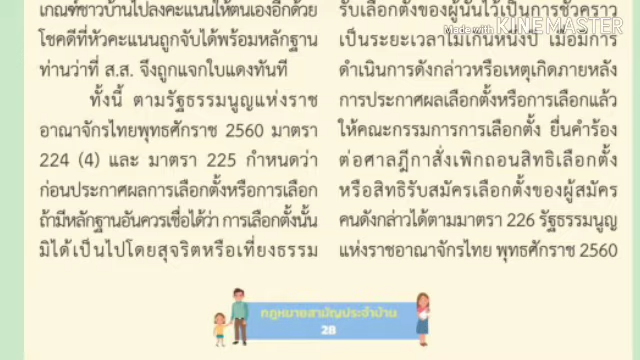 เกณฑ์ชาวบ้านไปลงคะแนนให้ตนเองอีกด้วย
โชคดีที่หัวคะแนนถูกจับได้พร้อมหลักฐาน
ท่านว่าที่ ส.ส. จึงถูกแจกใบแดงทันที
ทั้งนี้ ตามรัฐธรรมนูญแห่งราช
อาณาจักรไทยพุทธศักราช 2560 มาตรา
224 (4) และ มาตรา 225 กำหนดว่า
ก่อนประกาศผลการเลือกตั้งหรือการเลือก
ถ้ามีหลักฐานอันควรเชื่อได้ว่า การเลือกตั้งนั้น
มิได้เป็นไปโดยสุจริตหรือเที่ยงธรรม
รับเลือกตั้งของผู้นั้นไว้เป็นการชั่วคราว
เป็นระยะเวลาไม่เกินหนึ่งปี เมื่อมีการ
ดำเนินการดังกล่าวหรือเหตุเกิดภายหลัง
การประกาศผลเลือกตั้งหรือการเลือกแล้ว
ให้คณะกรรมการการเลือกตั้ง ยื่นคำร้อง
ต่อศาลฎีกาสั่งเพิกถอนสิทธิเลือกตั้ง
หรือสิทธิรับสมัครเลือกตั้งของผู้สมัคร
คนดังกล่าวได้ตามมาตรา 226 รัฐธรรมนูญ
แห่งราชอาณาจักรไทย พุทธศักราช 2560
Made with KINEMASTER
กฎหมายสามัญประจำบ้าน
28